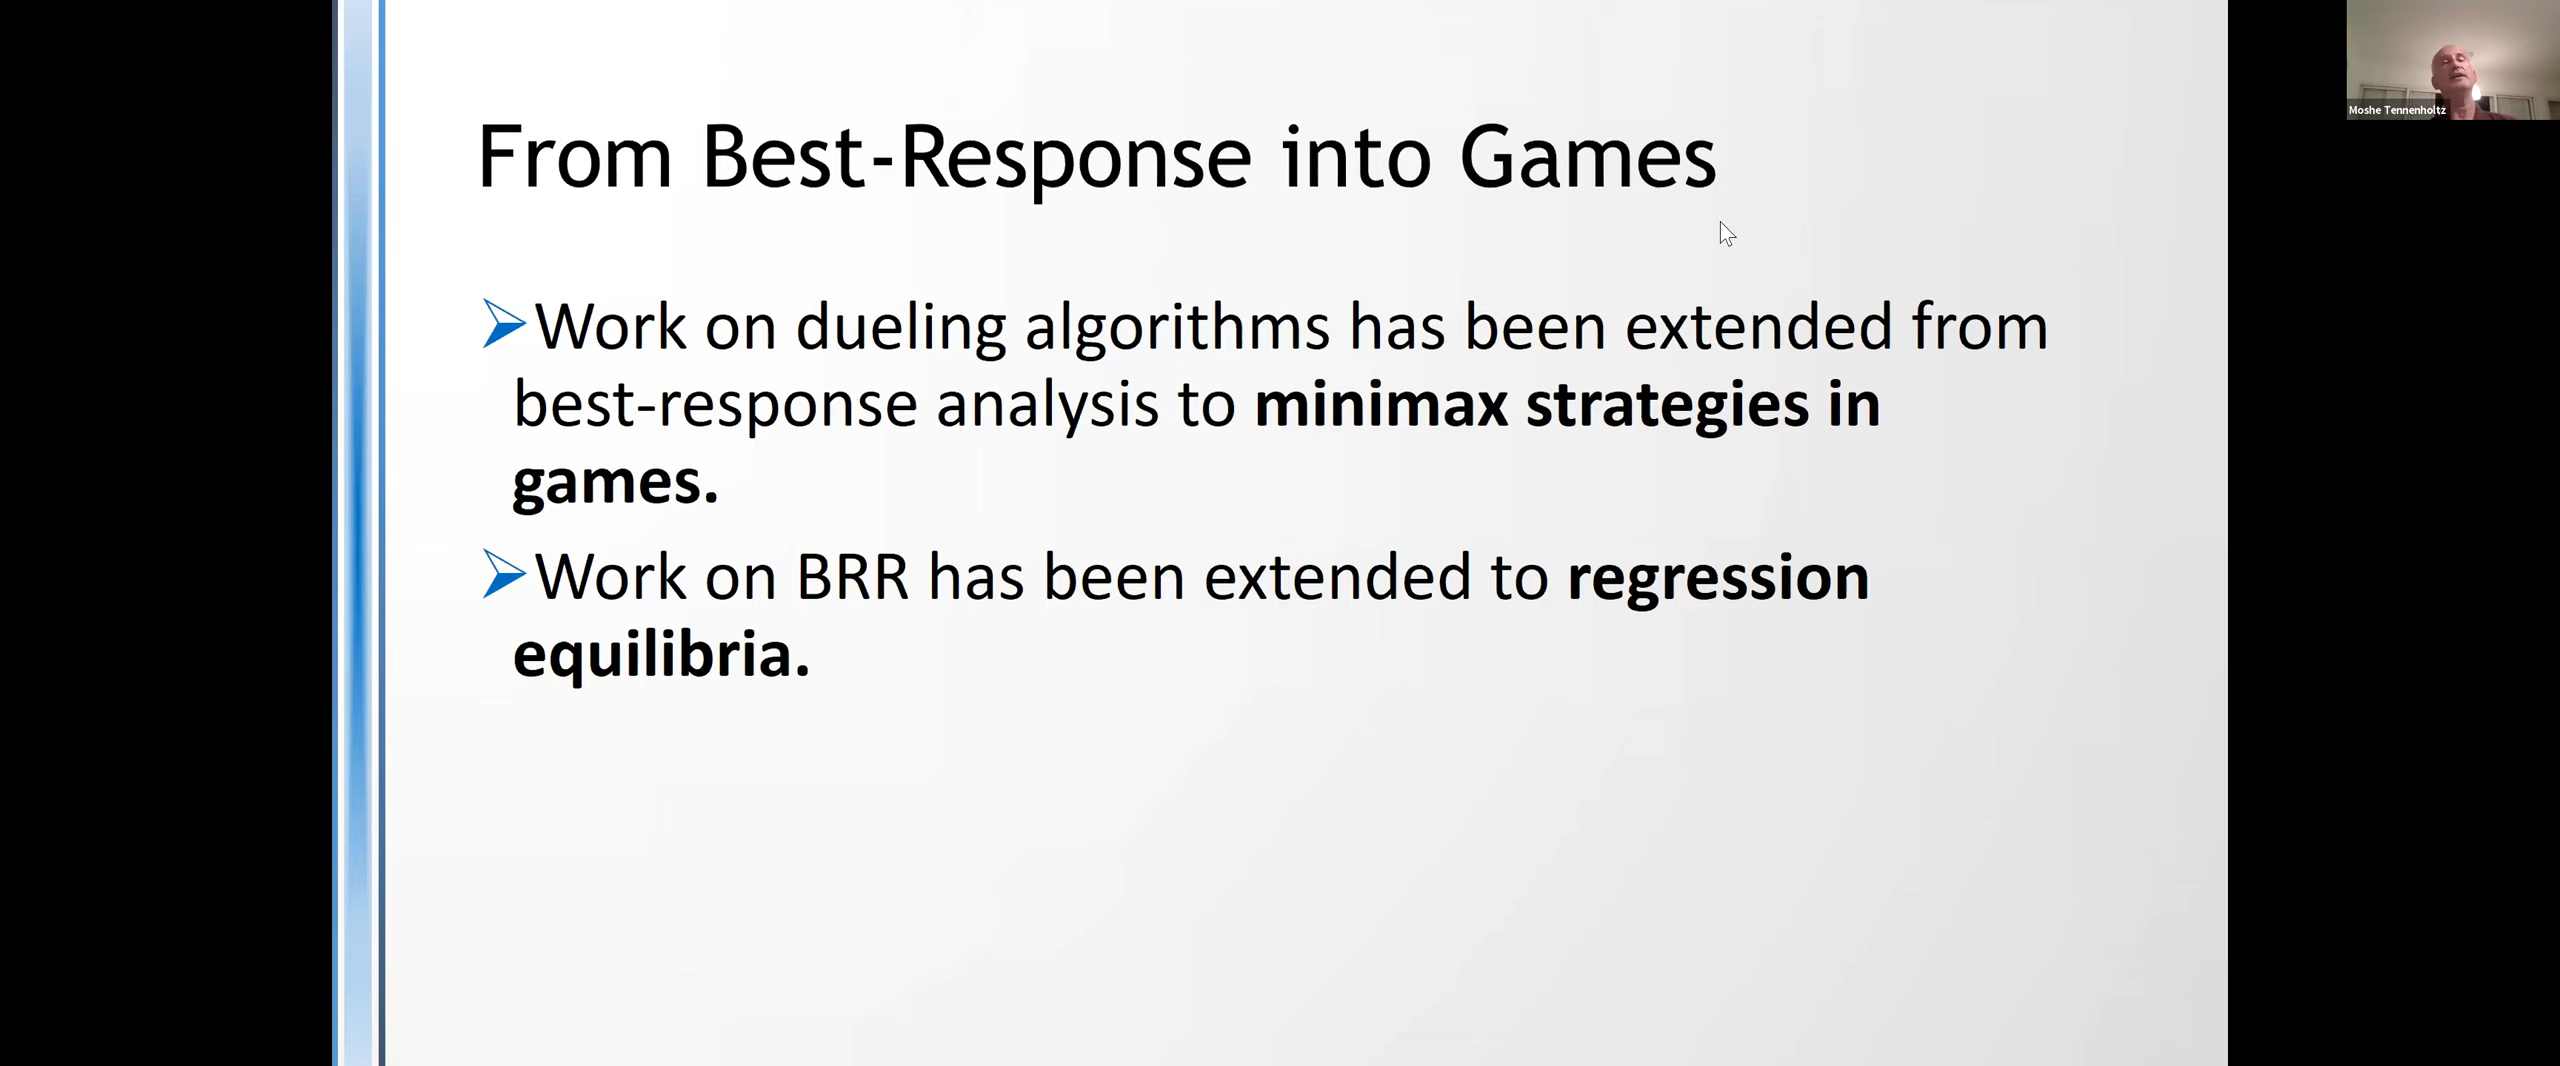 From Best-Response into Games
Work on dueling algorithms has been extended from
best-response analysis to minimax strategies in
games.
Work on BRR has been extended to regression
equilibria.
Moshe Tennenholtz